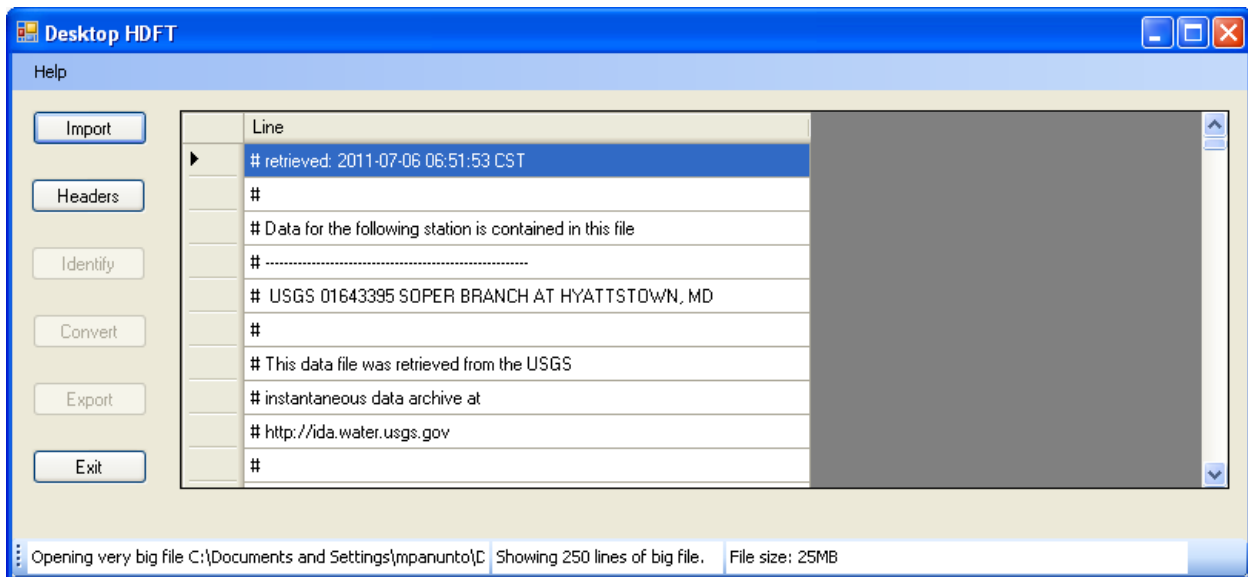 Desktop HDFT
Help
Import
Headers
Identify
Convert
Export
Exit
Line
# retrieved: 2011-07-06 06:51:53 CST
#
# Data for the following station is contained in this file
# ---------------------------------------------------------
#  USGS 01643395 SOPER BRANCH AT HYATTSTOWN, MD
#
# This data file was retrieved from the USGS
# instantaneous data archive at
# http://ida.water.usgs.gov
#
Opening very big file C:\Documents and Settings\mpanunto\D
Showing 250 lines of big file.
File size: 25MB